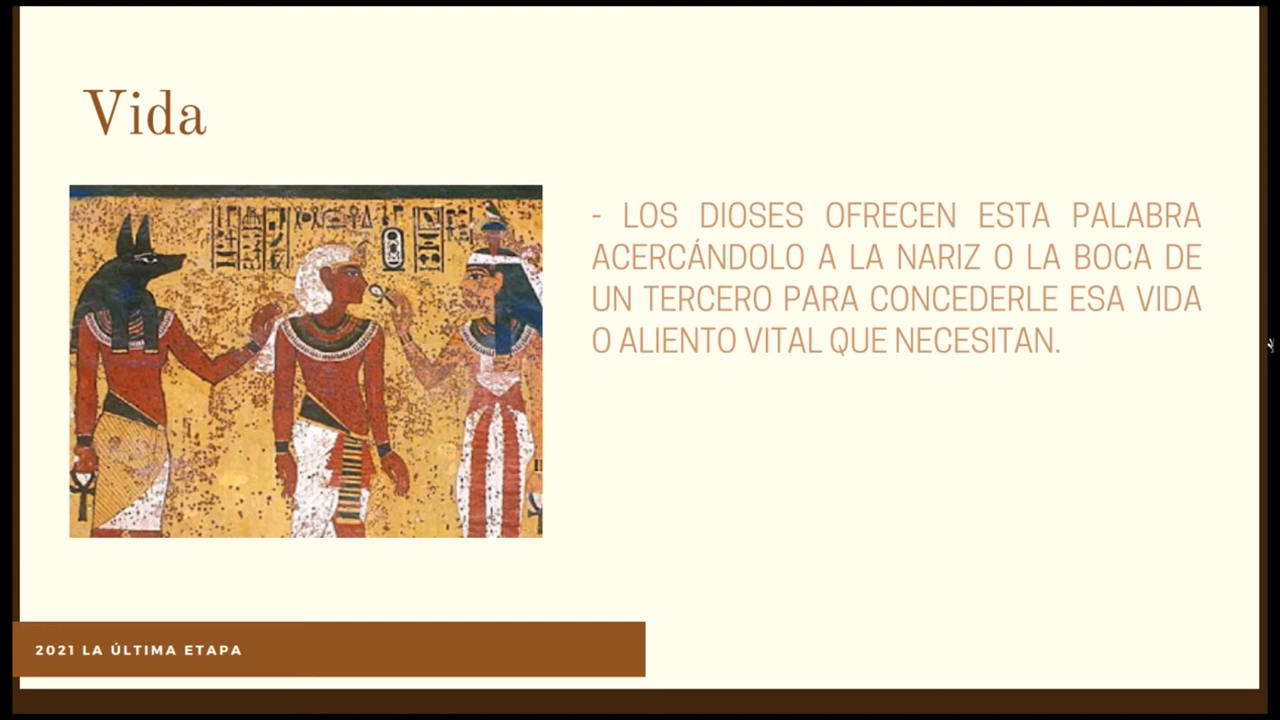 Vida
- LOS DIOSES OFRECEN ESTA PALABRA
ACERCÁNDOLO A LA NARIZ O LA BOCA DE
UN TERCERO PARA CONCEDERLE ESA VIDA
O ALIENTO VITAL QUE NECESITAN.
2021 LA ÚLTIMA ETAPA